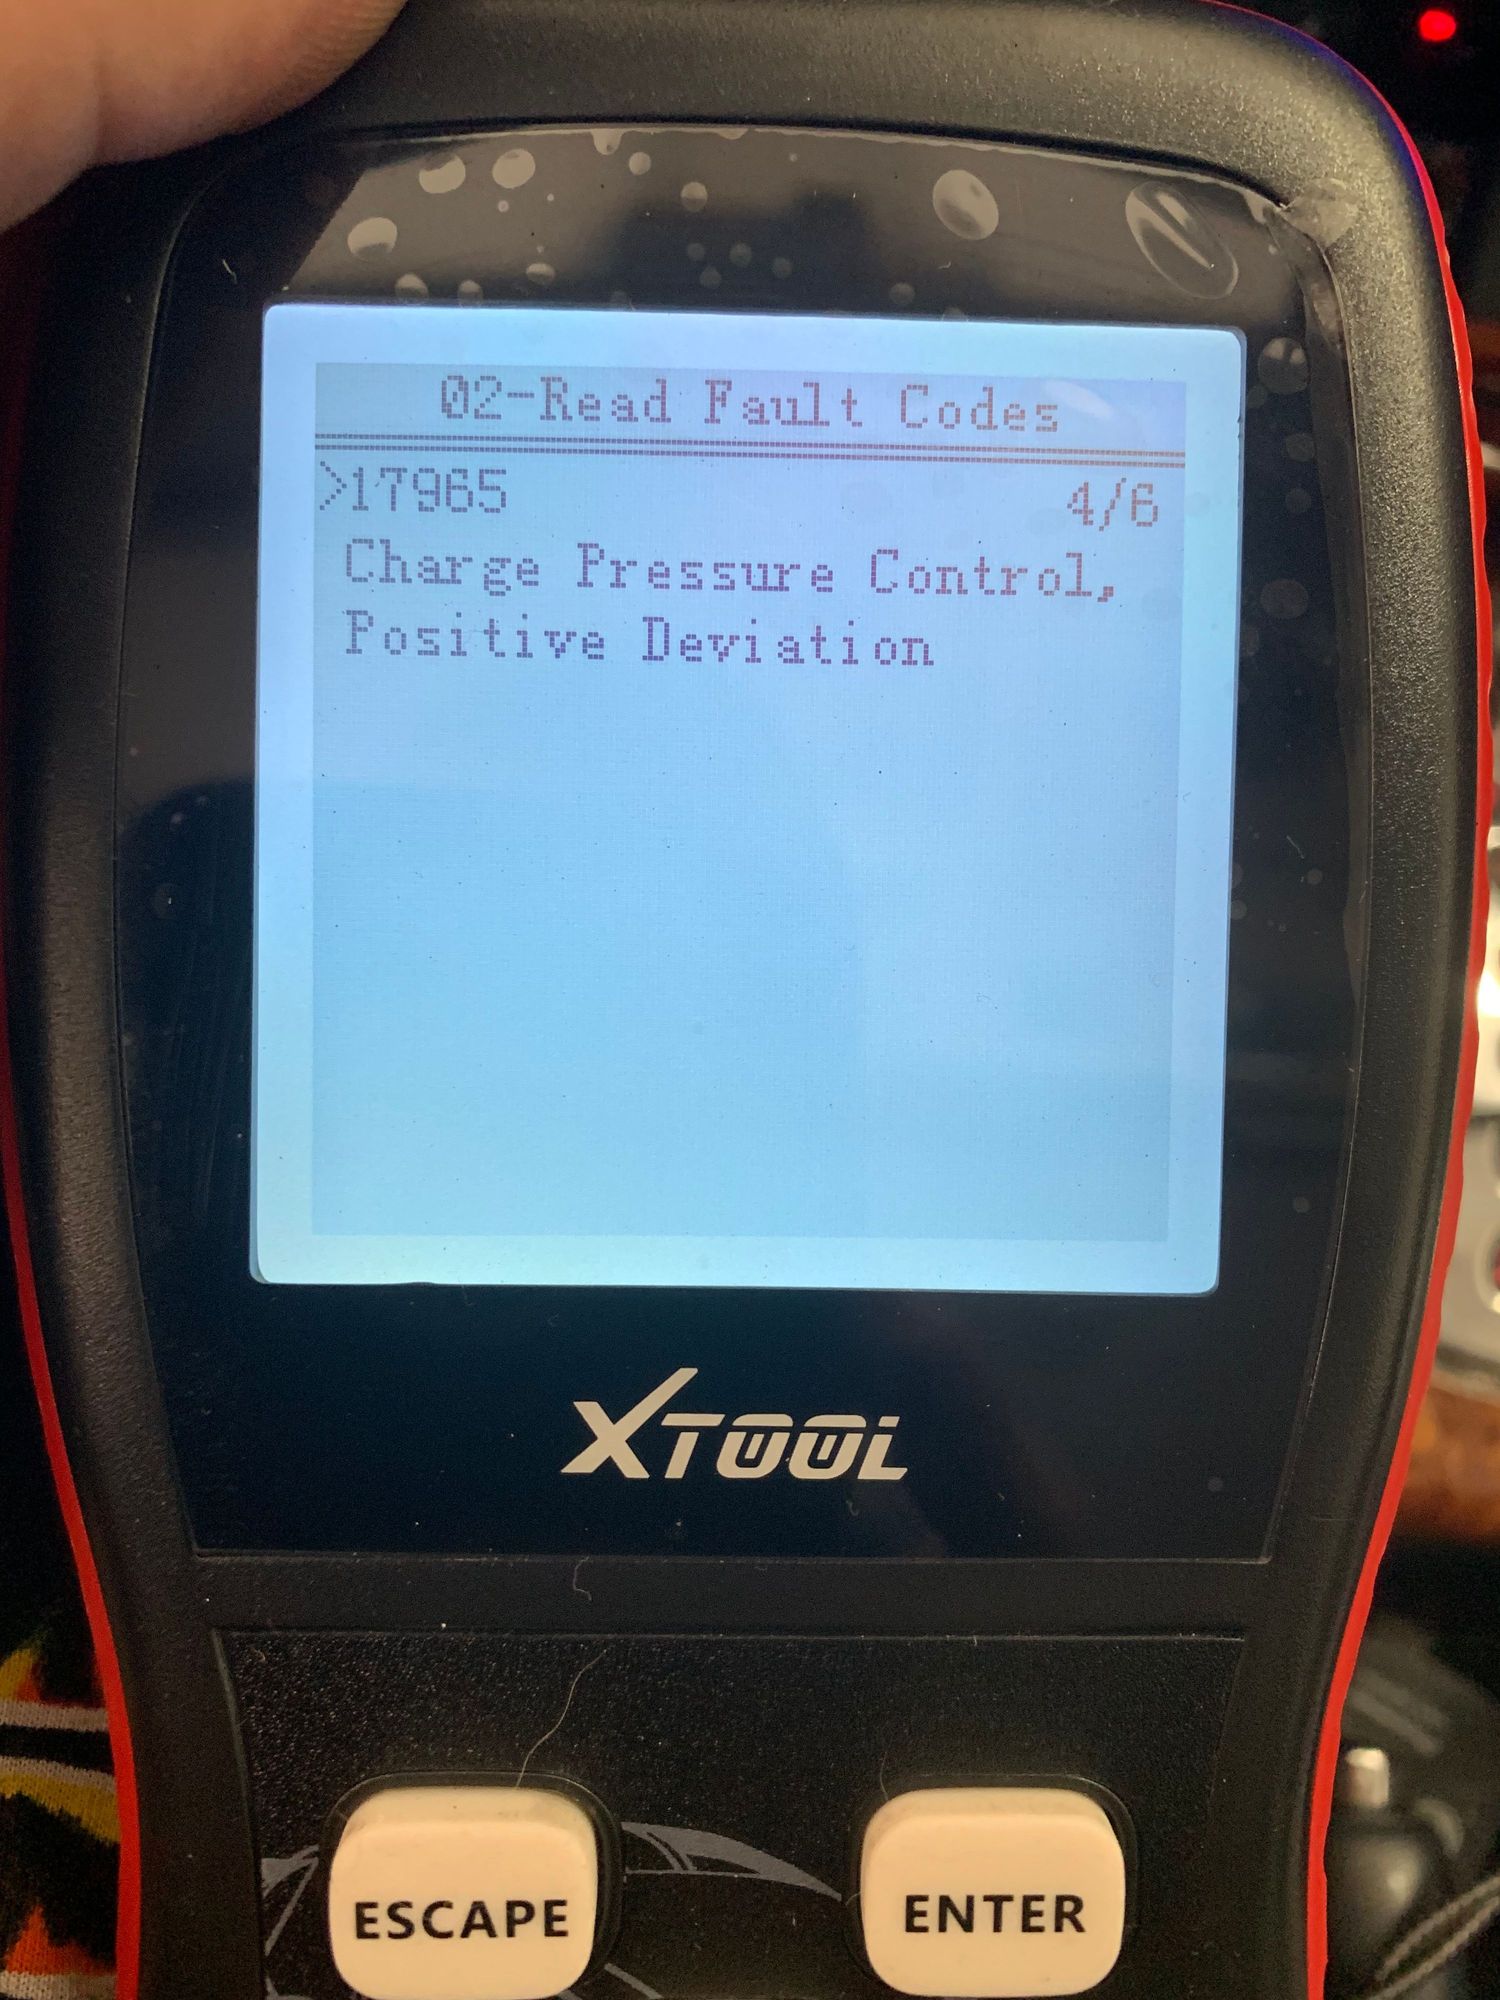 02-Read Fault Codes
>17965 4/6
Charge Pressure Control,
Positive Deviation
XTOOL
ESCAPE ENTER